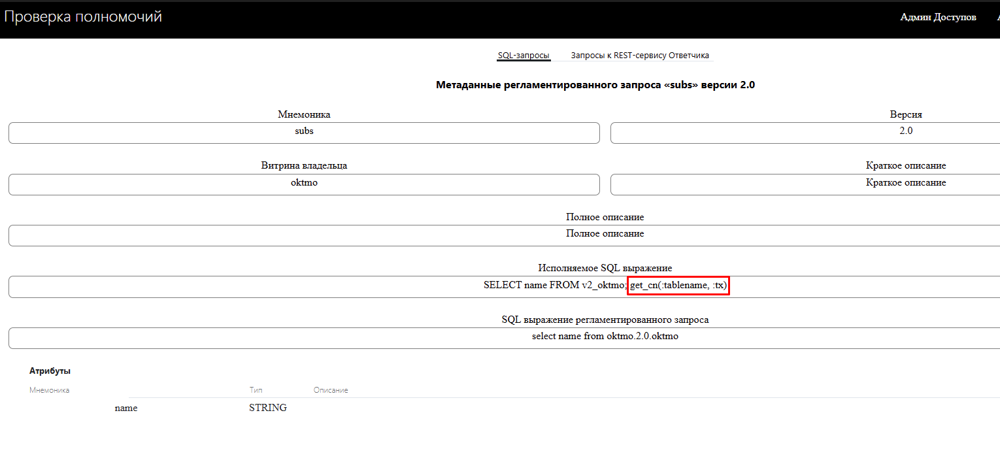 Проверка полномочий
Админ Доступов
SQL-запросы Запросы к REST-сервису Ответчика
Метаданные регламентированного запроса «subs» версии 2.0
Мнемоника Версия
subs 2.0
Витрина владельца Краткое описание
oktmo Краткое описание
Полное описание
Полное описание
Исполняемое SQL выражение
SELECT name FROM v2_oktmo; get_cn(:tablename, :tx)
SQL выражение регламентированного запроса
select name from oktmo.2.0.oktmo
Атрибуты
Мнемоника Тип Описание
name STRING